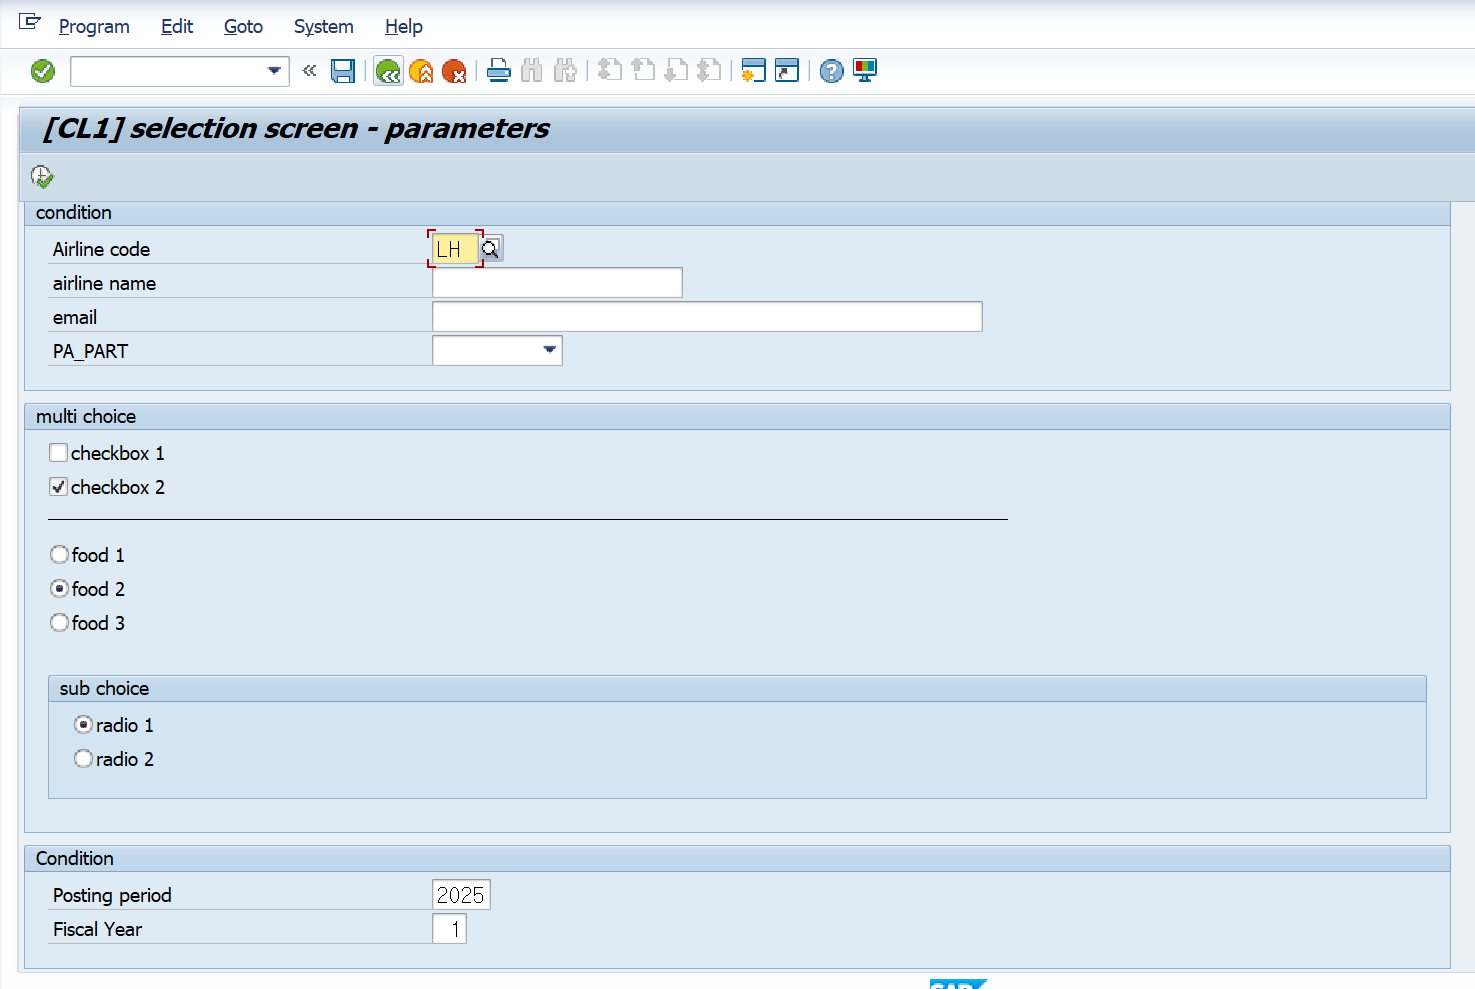 Program Edit Goto System Help
[CL1] selection screen - parameters
condition
Airline code LH
airline name
email
PA_PART
multi choice
checkbox 1
checkbox 2
food 1
food 2
food 3
sub choice
radio 1
radio 2
Condition
Posting period 2025
Fiscal Year 1
SAP